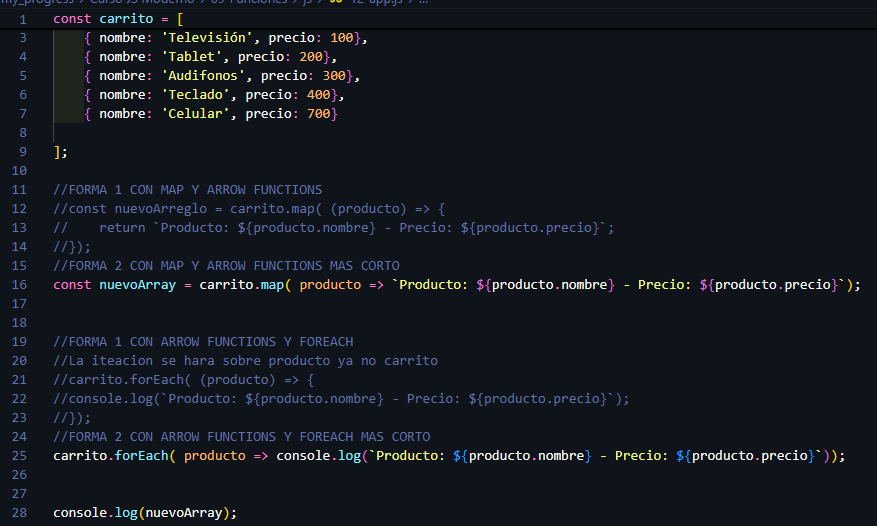 my_progress > Curso JS Moderno > 09-Funciones > js > JS 12-app.js > ...
1 const carrito = [
3 { nombre: 'Televisión', precio: 100},
4 { nombre: 'Tablet', precio: 200},
5 { nombre: 'Audifonos', precio: 300},
6 { nombre: 'Teclado', precio: 400},
7 { nombre: 'Celular', precio: 700}
8
9 ];
10
11 //FORMA 1 CON MAP Y ARROW FUNCTIONS
12 //const nuevoArreglo = carrito.map( (producto) => {
13 // return `Producto: ${producto.nombre} - Precio: ${producto.precio}`;
14 //});
15 //FORMA 2 CON MAP Y ARROW FUNCTIONS MAS CORTO
16 const nuevoArray = carrito.map( producto => `Producto: ${producto.nombre} - Precio: ${producto.precio}`);
17
18
19 //FORMA 1 CON ARROW FUNCTIONS Y FOREACH
20 //La iteacion se hara sobre producto ya no carrito
21 //carrito.forEach( (producto) => {
22 //console.log(`Producto: ${producto.nombre} - Precio: ${producto.precio}`);
23 //});
24 //FORMA 2 CON ARROW FUNCTIONS Y FOREACH MAS CORTO
25 carrito.forEach( producto => console.log(`Producto: ${producto.nombre} - Precio: ${producto.precio}`));
26
27
28 console.log(nuevoArray);